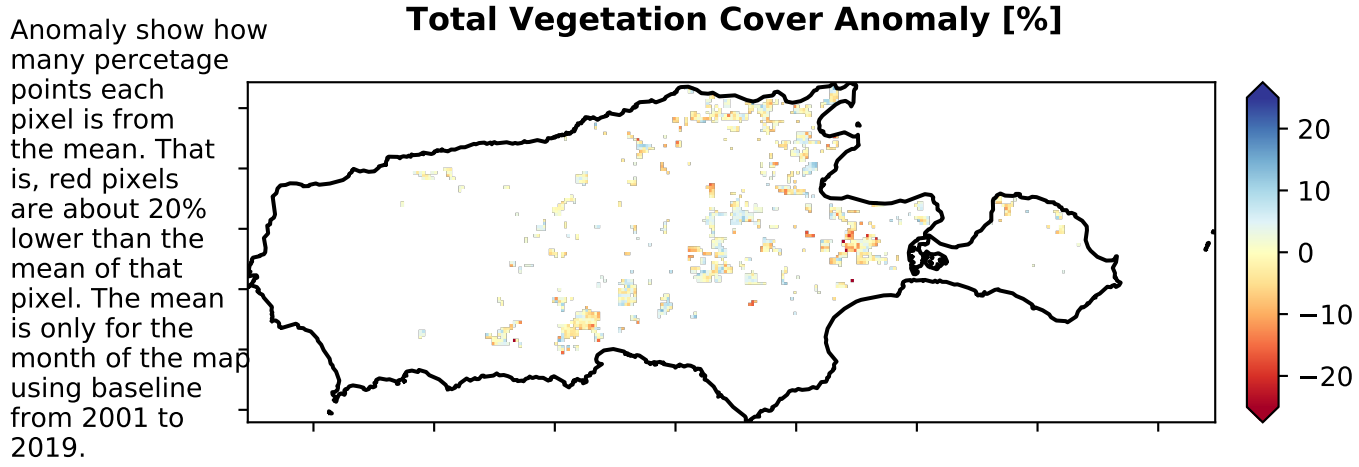 Total Vegetation Cover Anomaly [%]
Anomaly show how
many percetage
points each
pixel is from
the mean. That
is, red pixels
are about 20%
lower than the
mean of that
pixel. The mean
is only for the
month of the map
using baseline
from 2001 to
2019.
20
10
0
−10
−20